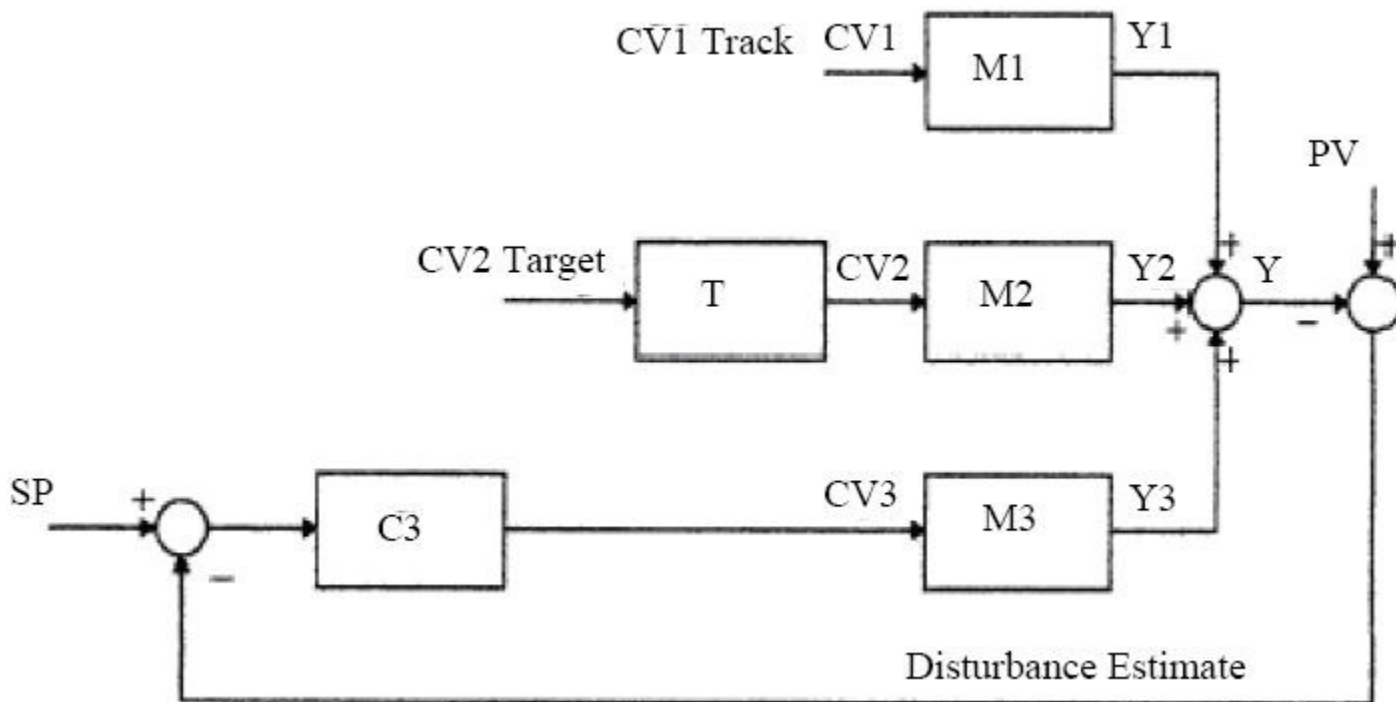 CV1 Track
CV1
M1
Y1
PV
+
+
CV2 Target
T
CV2
M2
Y2
+
Y
−
+
SP
+
−
C3
CV3
M3
Y3
Disturbance Estimate